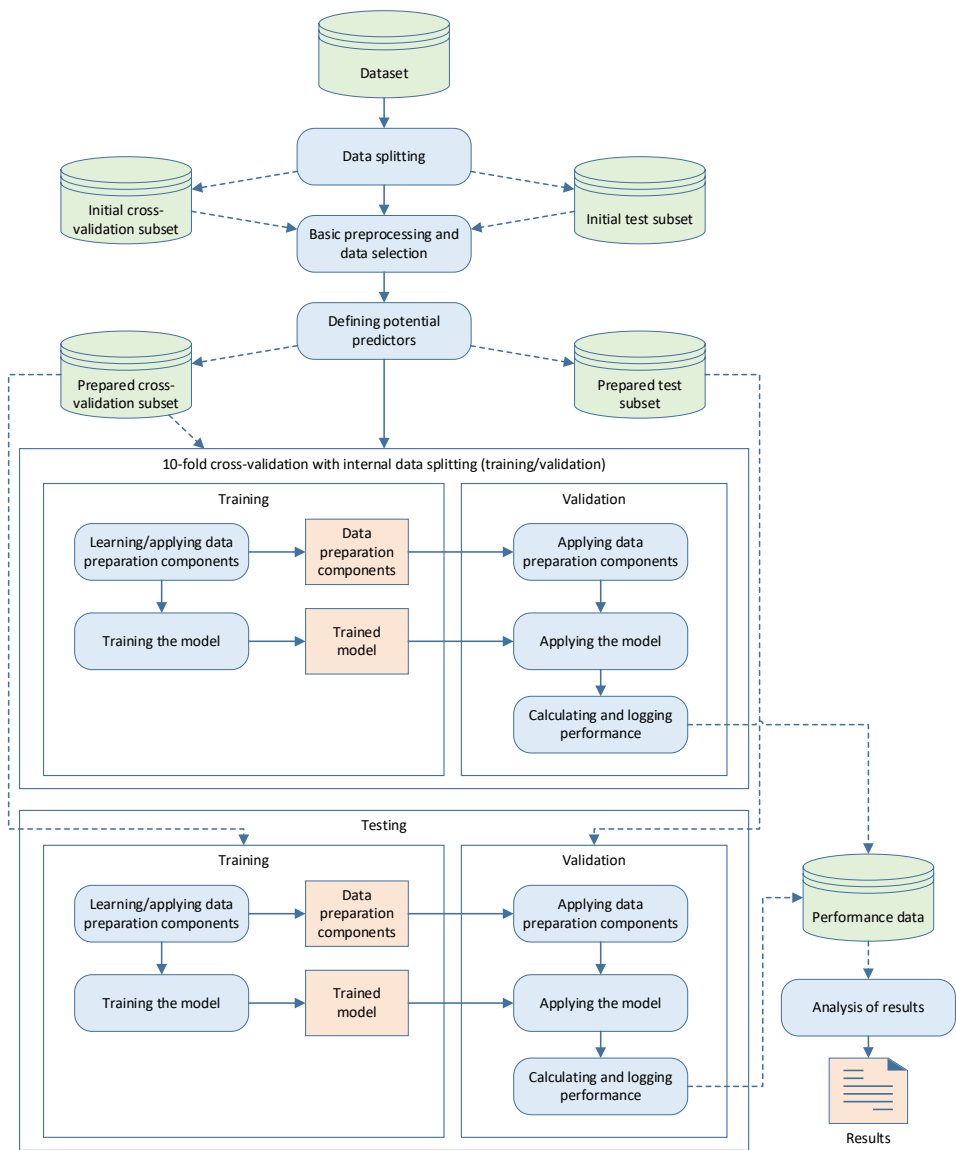 Dataset
Data splitting
Initial cross-
validation subset
Initial test subset
Basic preprocessing and
data selection
Defining potential
predictors
Prepared cross-
validation subset
Prepared test
subset
10-fold cross-validation with internal data splitting (training/validation)
Training
Validation
Learning/applying data
preparation components
Data
preparation
components
Applying data
preparation components
Training the model
Trained
model
Applying the model
Calculating and logging
performance
Testing
Training
Validation
Learning/applying data
preparation components
Data
preparation
components
Applying data
preparation components
Performance data
Training the model
Trained
model
Applying the model
Analysis of results
Calculating and logging
performance
Results